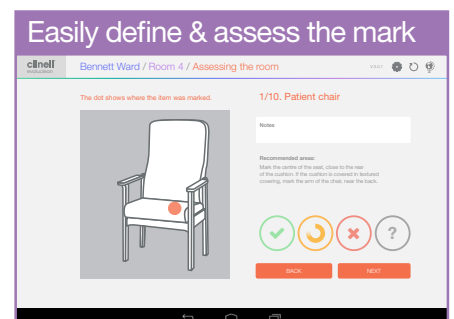 Easily define & assess the mark
clinell
evaluclean
Bennett Ward / Room 4 / Assessing the room
The dot shows where the item was marked.
1/10. Patient chair
Notes
Recommended areas:
Mark the centre of the seat, close to the rear
of the cushion. If the cushion is covered in textured
covering, mark the arm of the chair, near the back.
?
BACK
NEXT